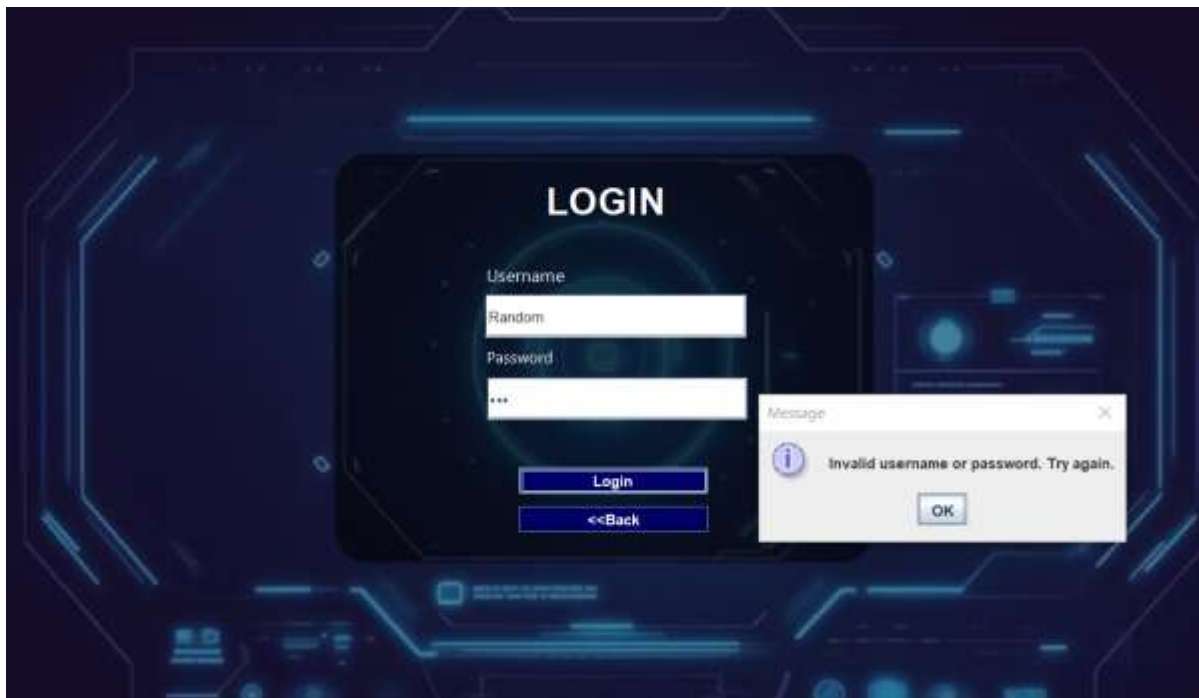 LOGIN
Username
Random
Password
Message
Invalid username or password. Try again.
OK
Login
<<Back